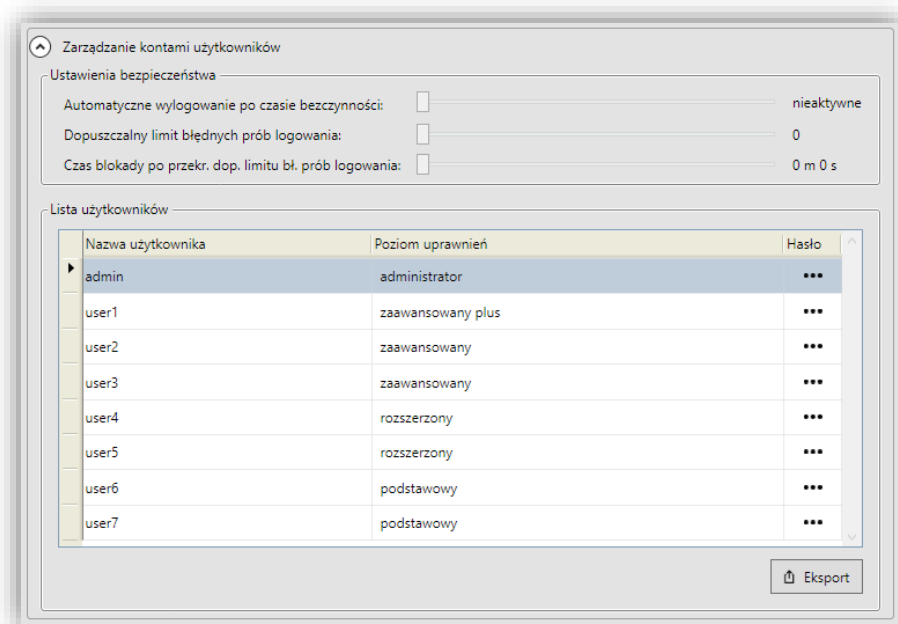 Zarządzanie kontami użytkowników
Ustawienia bezpieczeństwa
Automatyczne wylogowanie po czasie bezczynności: nieaktywne
Dopuszczalny limit błędnych prób logowania: 0
Czas blokady po przekr. dop. limitu bł. prób logowania: 0 m 0 s
Lista użytkowników
Nazwa użytkownika Poziom uprawnień Hasło
admin administrator •••
user1 zaawansowany plus •••
user2 zaawansowany •••
user3 zaawansowany •••
user4 rozszerzony •••
user5 rozszerzony •••
user6 podstawowy •••
user7 podstawowy •••
Eksport